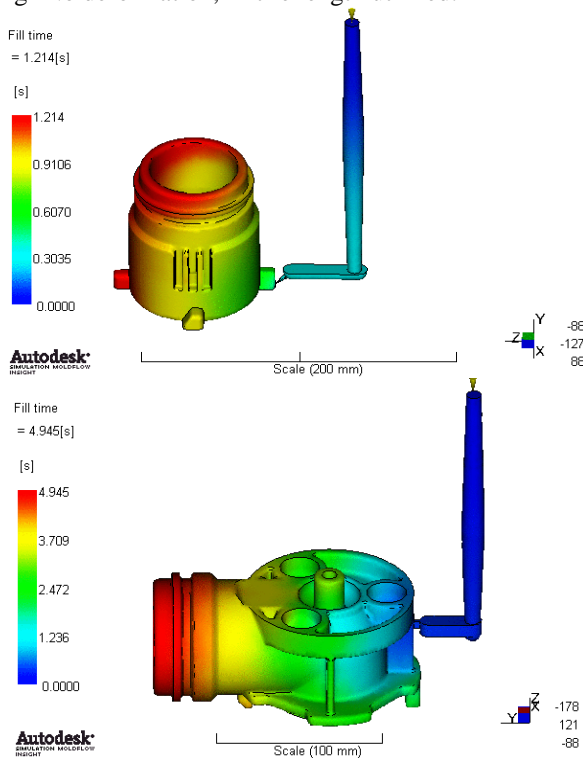 Fill time
= 1.214[s]
[s]
1.214
0.9106
0.6070
0.3035
0.0000
Autodesk
SIMULATION MOLDFLOW
INSIGHT
Scale (200 mm)
Y
Z
X
-88
-127
88
Fill time
= 4.945[s]
[s]
4.945
3.709
2.472
1.236
0.0000
Autodesk
SIMULATION MOLDFLOW
INSIGHT
Scale (100 mm)
Z
X
Y
-178
121
-88